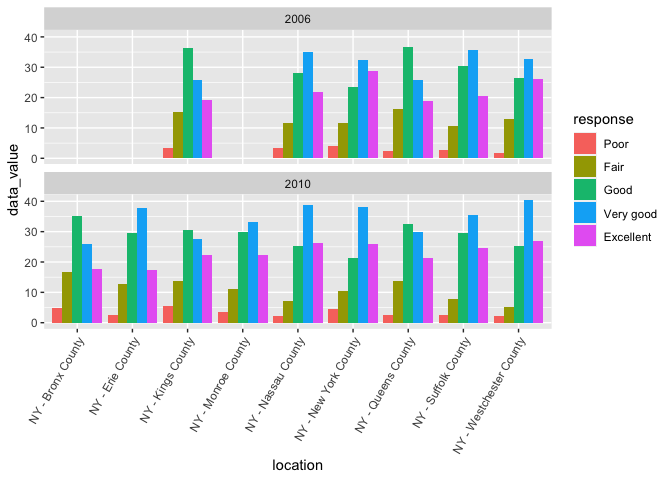 2006
40
30
20
10
0
2010
40
30
20
10
0
data_value
NY - Bronx County
NY - Erie County
NY - Kings County
NY - Monroe County
NY - Nassau County
NY - New York County
NY - Queens County
NY - Suffolk County
NY - Westchester County
location
response
Poor
Fair
Good
Very good
Excellent